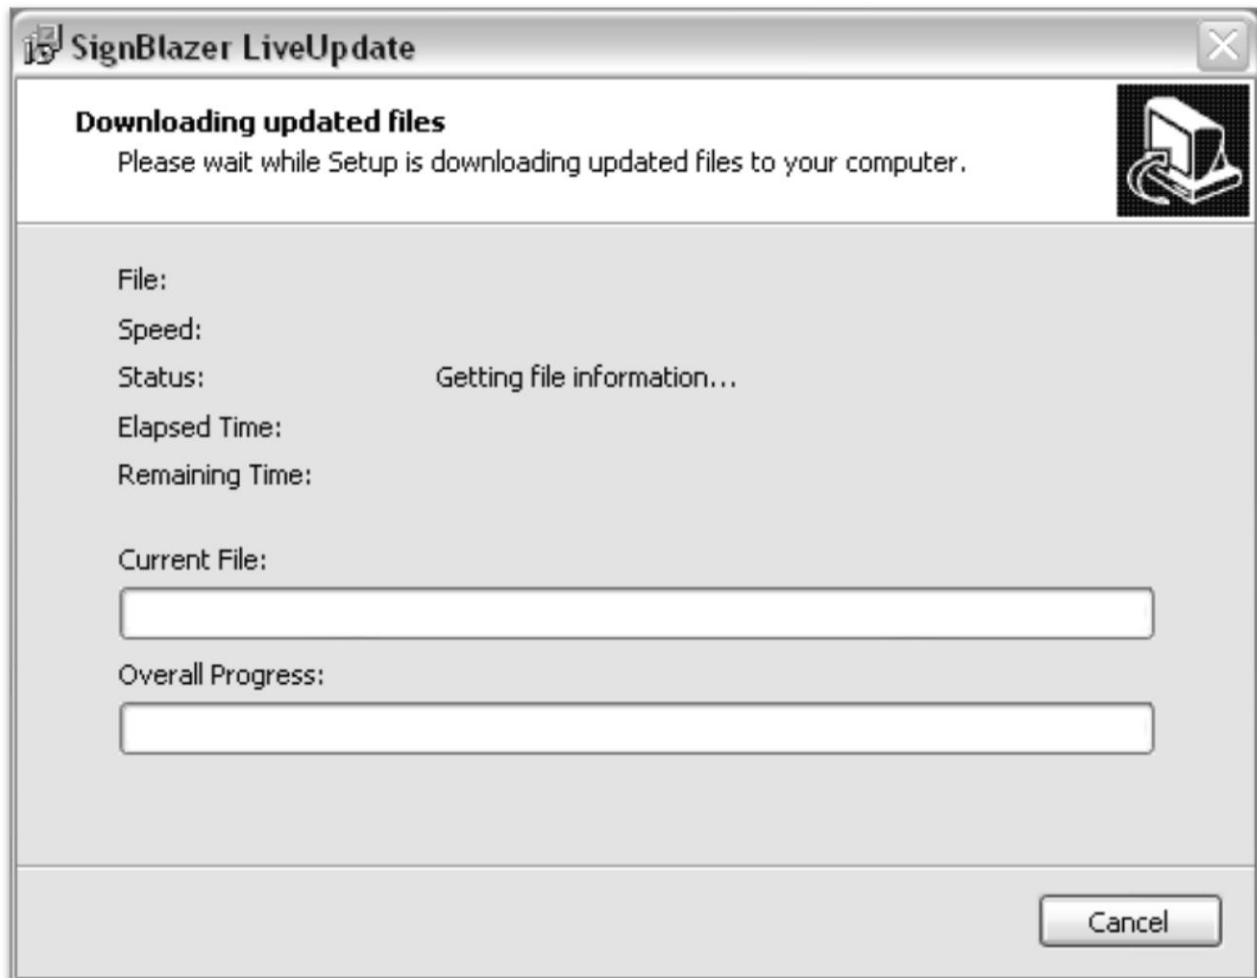 SignBlazer LiveUpdate
Downloading updated files
Please wait while Setup is downloading updated files to your computer.
File:
Speed:
Status: Getting file information...
Elapsed Time:
Remaining Time:
Current File:
Overall Progress:
Cancel